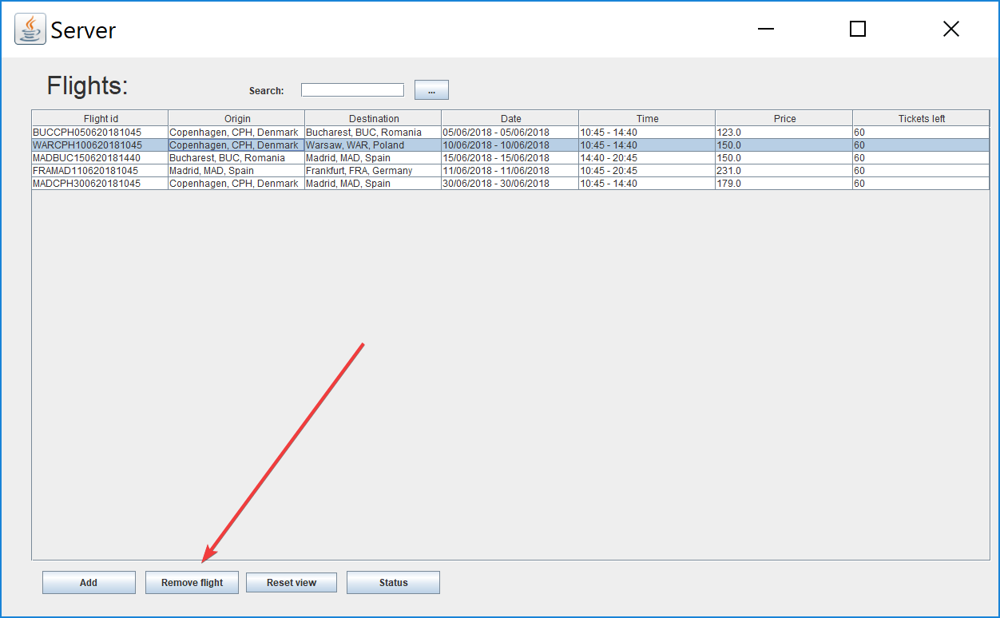 Server
Flights:
Search:
...
Flight id Origin Destination Date Time Price Tickets left
BUCCPH050620181045 Copenhagen, CPH, Denmark Bucharest, BUC, Romania 05/06/2018 - 05/06/2018 10:45 - 14:40 123.0 60
WARCPH100620181045 Copenhagen, CPH, Denmark Warsaw, WAR, Poland 10/06/2018 - 10/06/2018 10:45 - 14:40 150.0 60
MADBUC150620181440 Bucharest, BUC, Romania Madrid, MAD, Spain 15/06/2018 - 15/06/2018 14:40 - 20:45 150.0 60
FRAMAD110620181045 Madrid, MAD, Spain Frankfurt, FRA, Germany 11/06/2018 - 11/06/2018 10:45 - 20:45 231.0 60
MADCPH300620181045 Copenhagen, CPH, Denmark Madrid, MAD, Spain 30/06/2018 - 30/06/2018 10:45 - 14:40 179.0 60
Add Remove flight Reset view Status